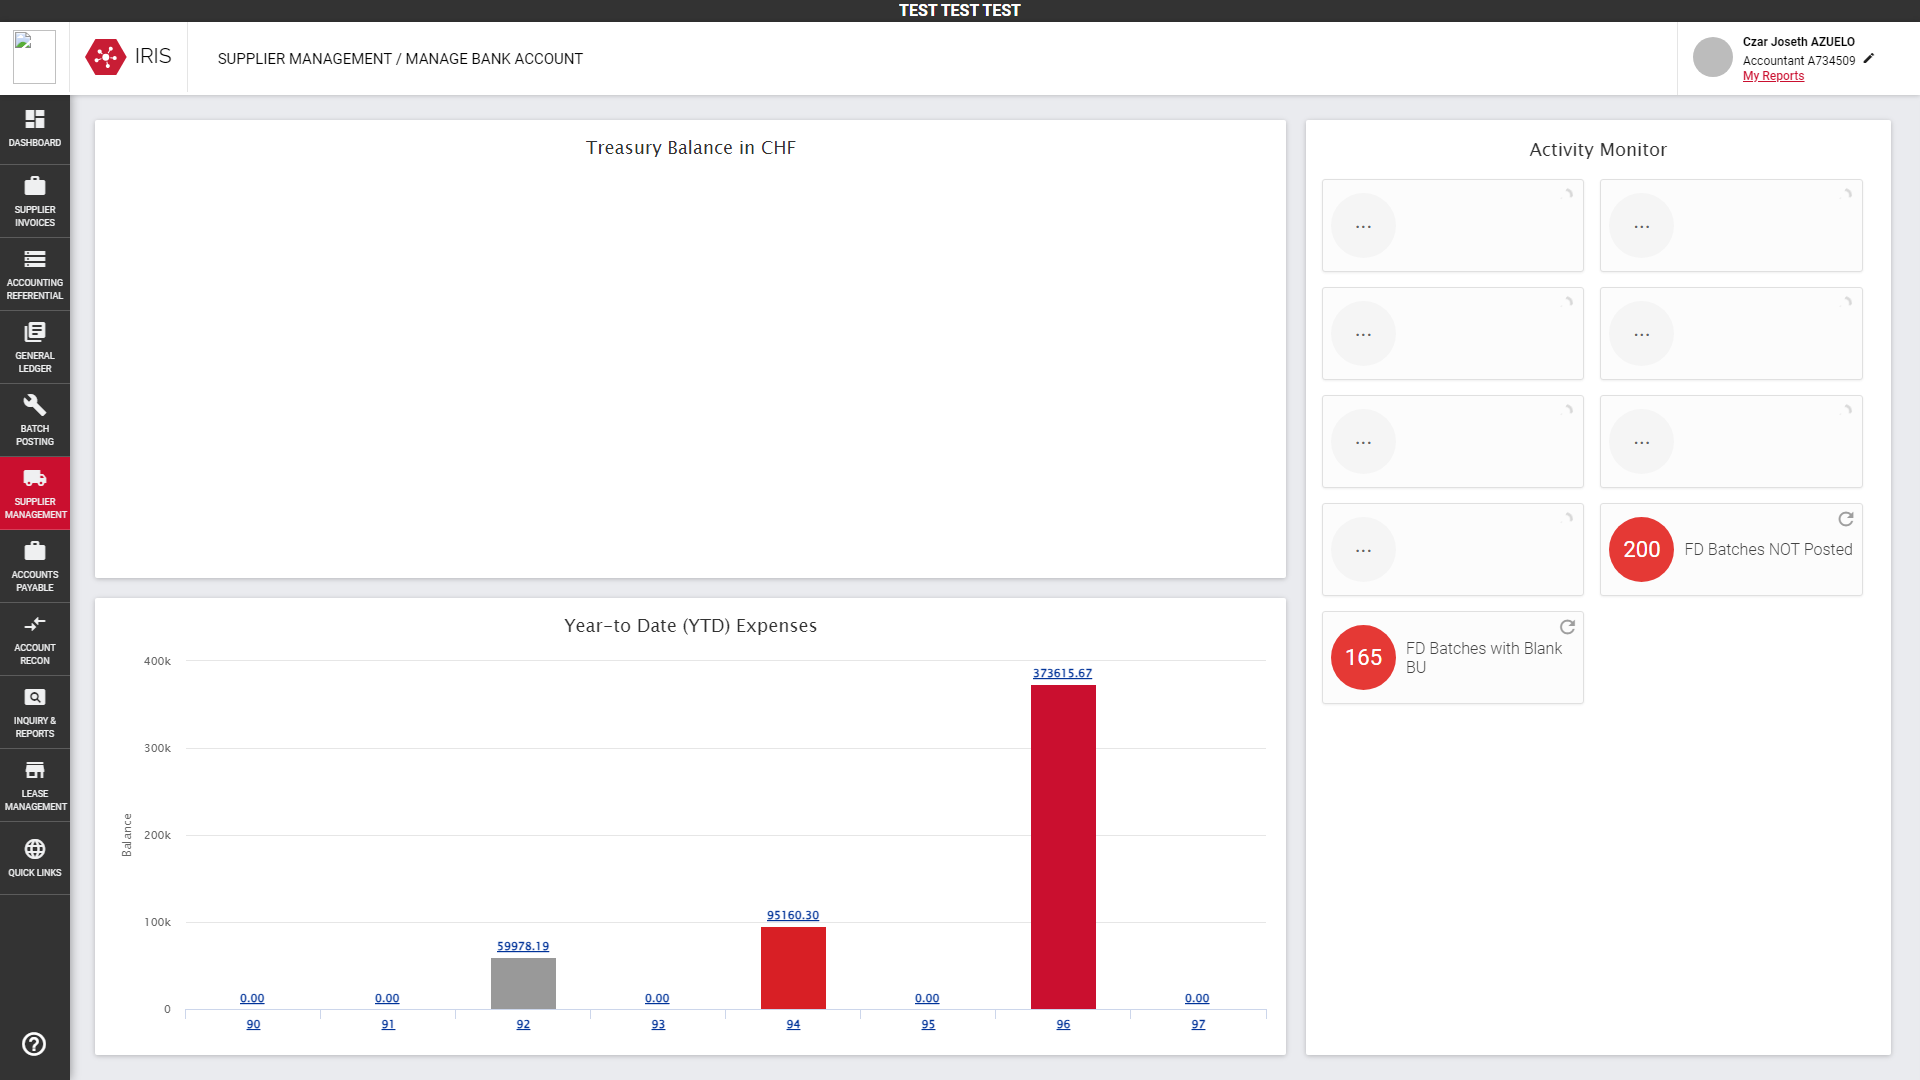 TEST TEST TEST
IRIS
SUPPLIER MANAGEMENT / MANAGE BANK ACCOUNT
Czar Joseth AZUELO
Accountant A734509
My Reports
DASHBOARD
SUPPLIER
INVOICES
ACCOUNTING
REFERENTIAL
GENERAL
LEDGER
BATCH
POSTING
SUPPLIER
MANAGEMENT
ACCOUNTS
PAYABLE
ACCOUNT
RECON
INQUIRY &
REPORTS
LEASE
MANAGEMENT
QUICK LINKS
Treasury Balance in CHF
Year-to Date (YTD) Expenses
Balance
400k
300k
200k
100k
0
0.00
0.00
59978.19
0.00
95160.30
0.00
373615.67
0.00
90
91
92
93
94
95
96
97
Activity Monitor
...
...
...
...
...
...
...
200
FD Batches NOT Posted
165
FD Batches with Blank
BU